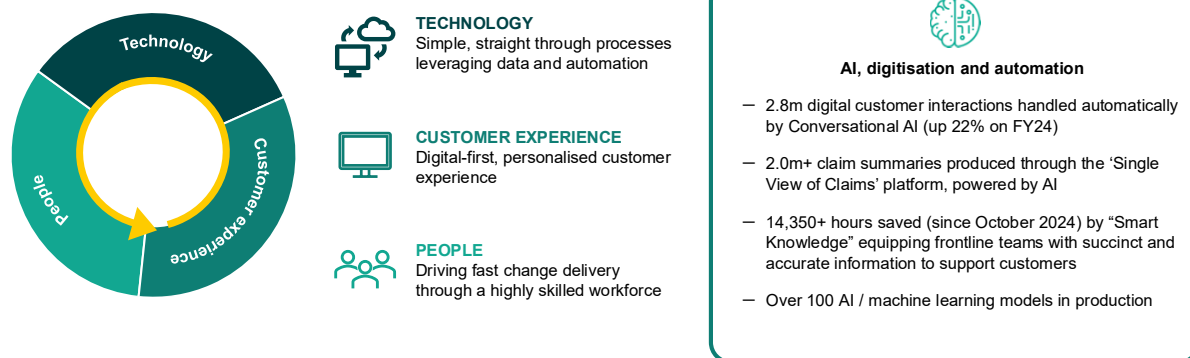 Technology
Customer experience
People
TECHNOLOGY
Simple, straight through processes
leveraging data and automation
CUSTOMER EXPERIENCE
Digital-first, personalised customer
experience
PEOPLE
Driving fast change delivery
through a highly skilled workforce
AI, digitisation and automation
— 2.8m digital customer interactions handled automatically
by Conversational AI (up 22% on FY24)
— 2.0m+ claim summaries produced through the ‘Single
View of Claims’ platform, powered by AI
— 14,350+ hours saved (since October 2024) by “Smart
Knowledge” equipping frontline teams with succinct and
accurate information to support customers
— Over 100 AI / machine learning models in production